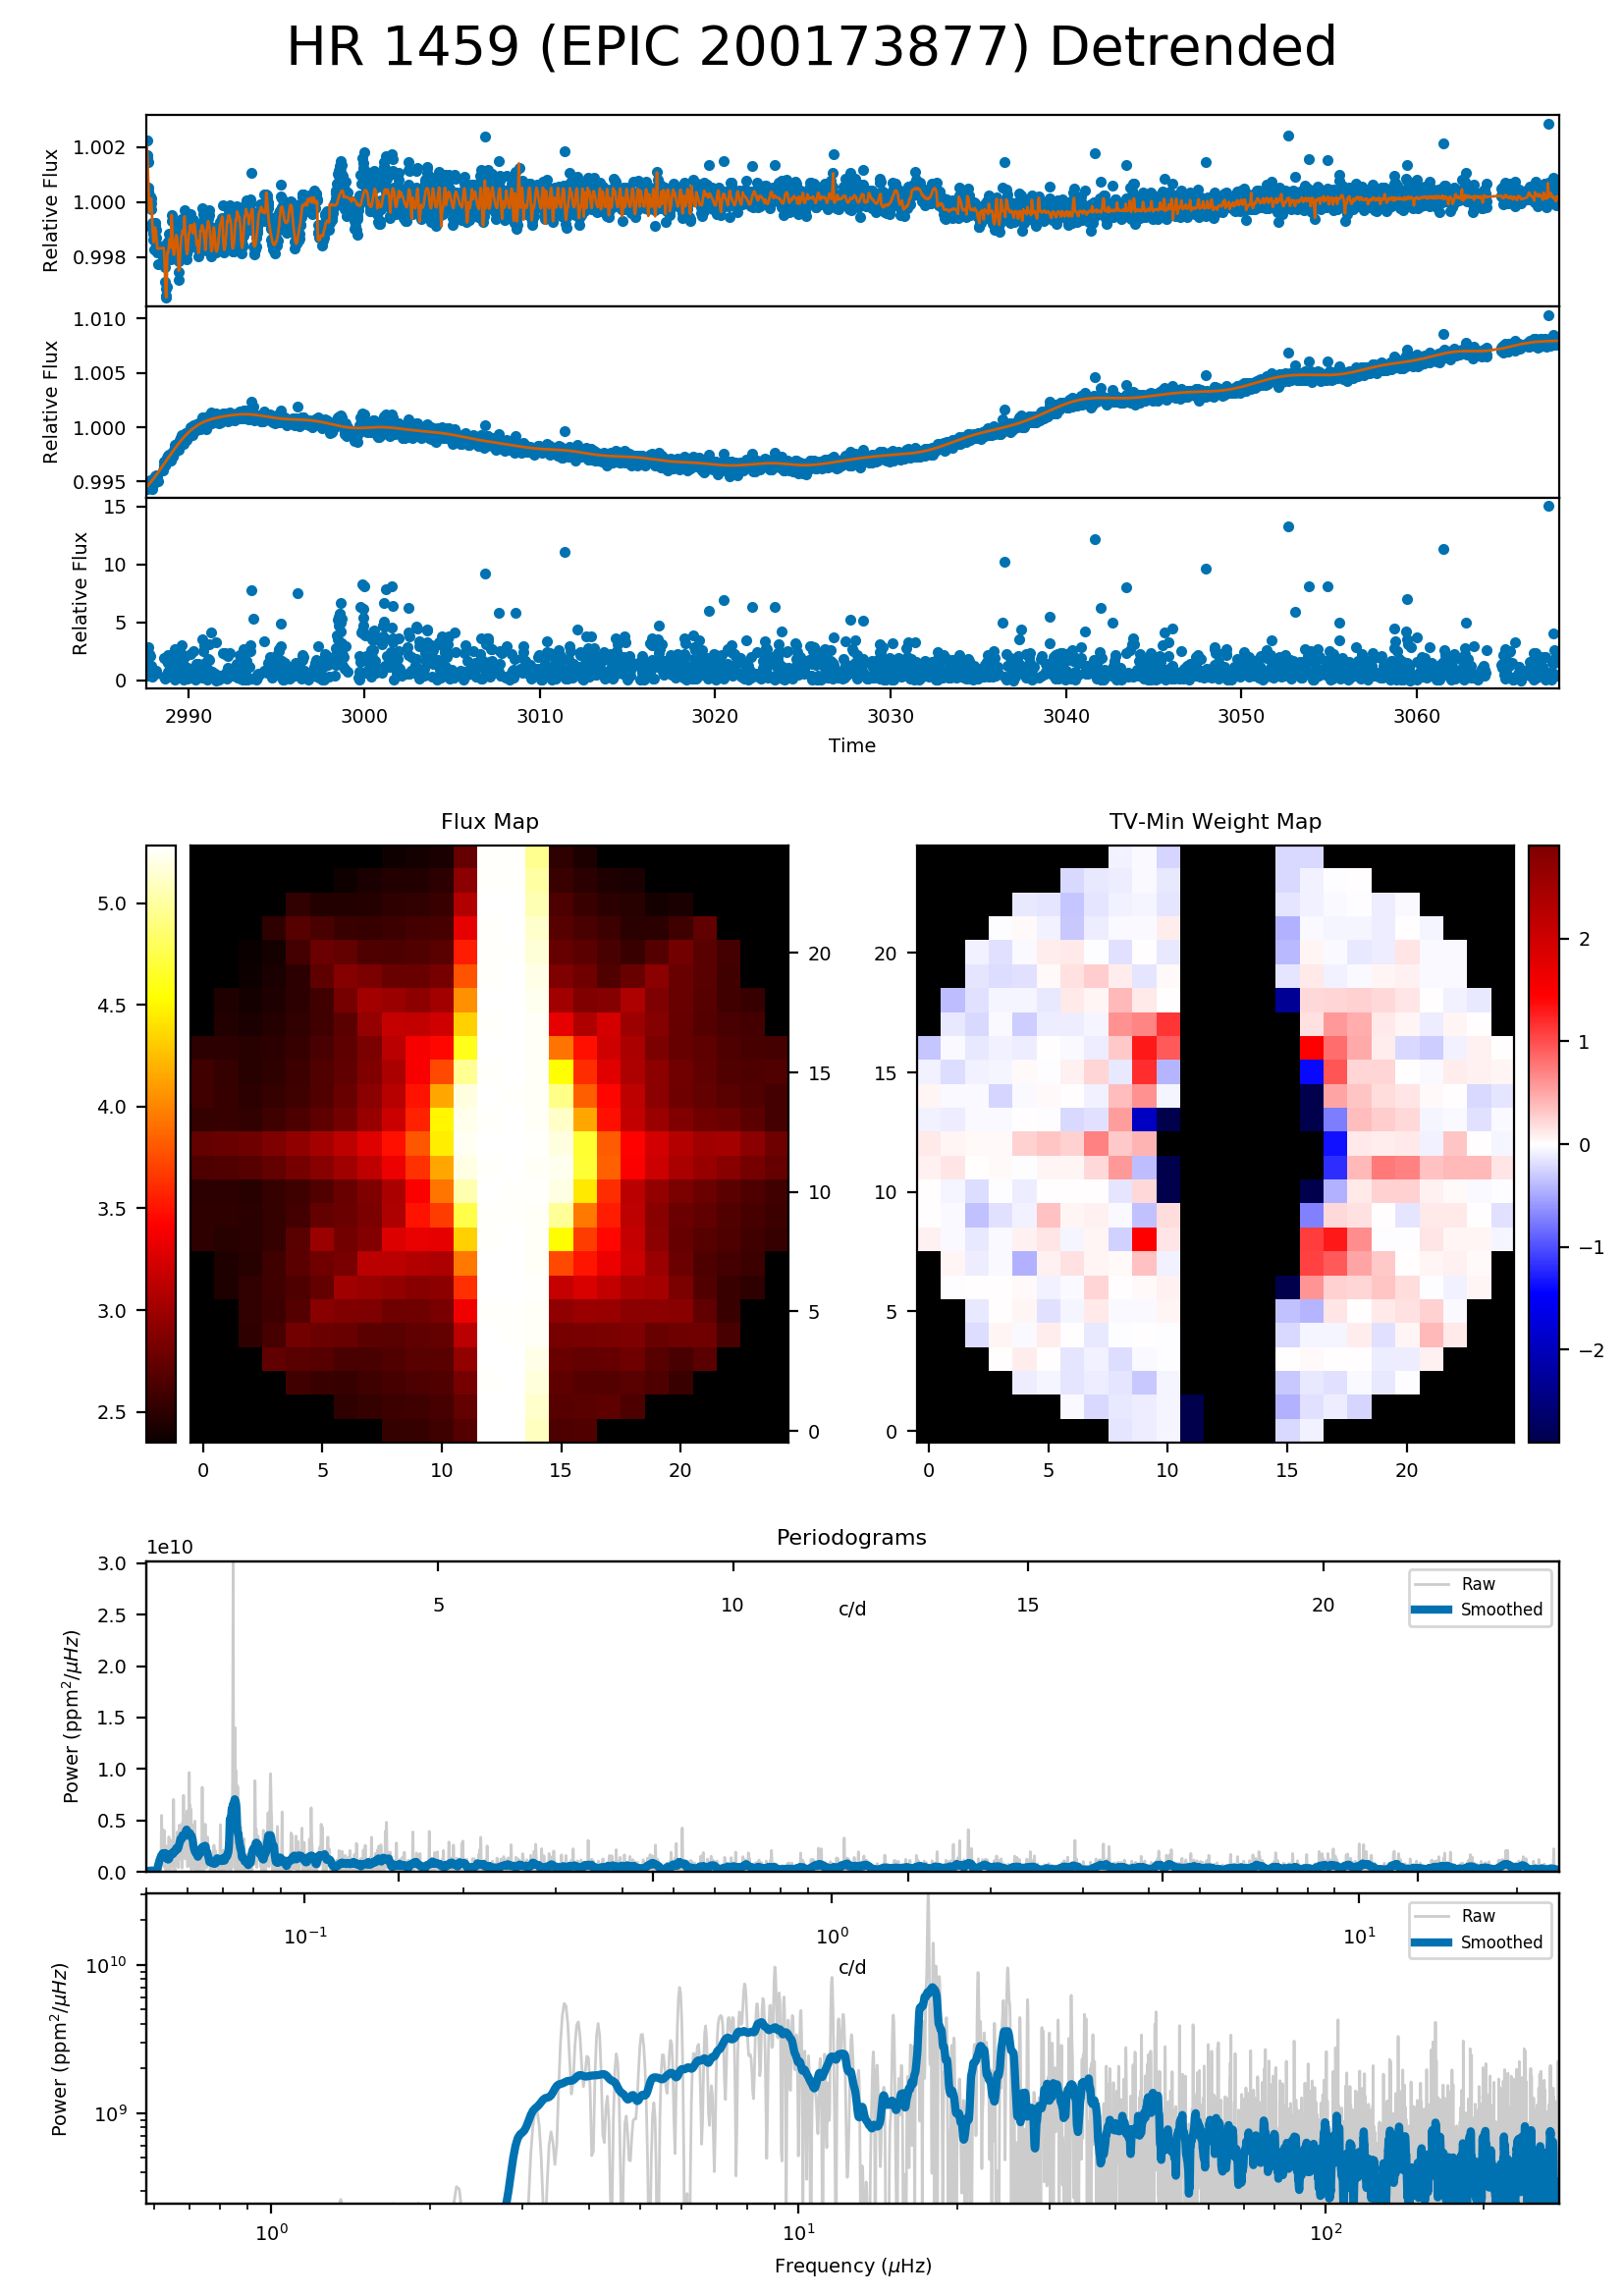 HR 1459 (EPIC 200173877) Detrended
Relative Flux
1.002
1.000
0.998
Relative Flux
1.010
1.005
1.000
0.995
Relative Flux
15
10
5
0
2990 3000 3010 3020 3030 3040 3050 3060
Time
Flux Map
TV-Min Weight Map
5.0
4.5
4.0
3.5
3.0
2.5
20
15
10
5
0
0 5 10 15 20
20
15
10
5
0
0 5 10 15 20
2
1
0
−1
−2
Periodograms
1e10
Power (ppm²/μHz)
3.0
2.5
2.0
1.5
1.0
0.5
0.0
5 10 15 20
c/d
Raw
Smoothed
Power (ppm²/μHz)
10¹⁰
10⁹
10⁻¹ 10⁰ 10¹
c/d
Raw
Smoothed
10⁰ 10¹ 10²
Frequency (μHz)